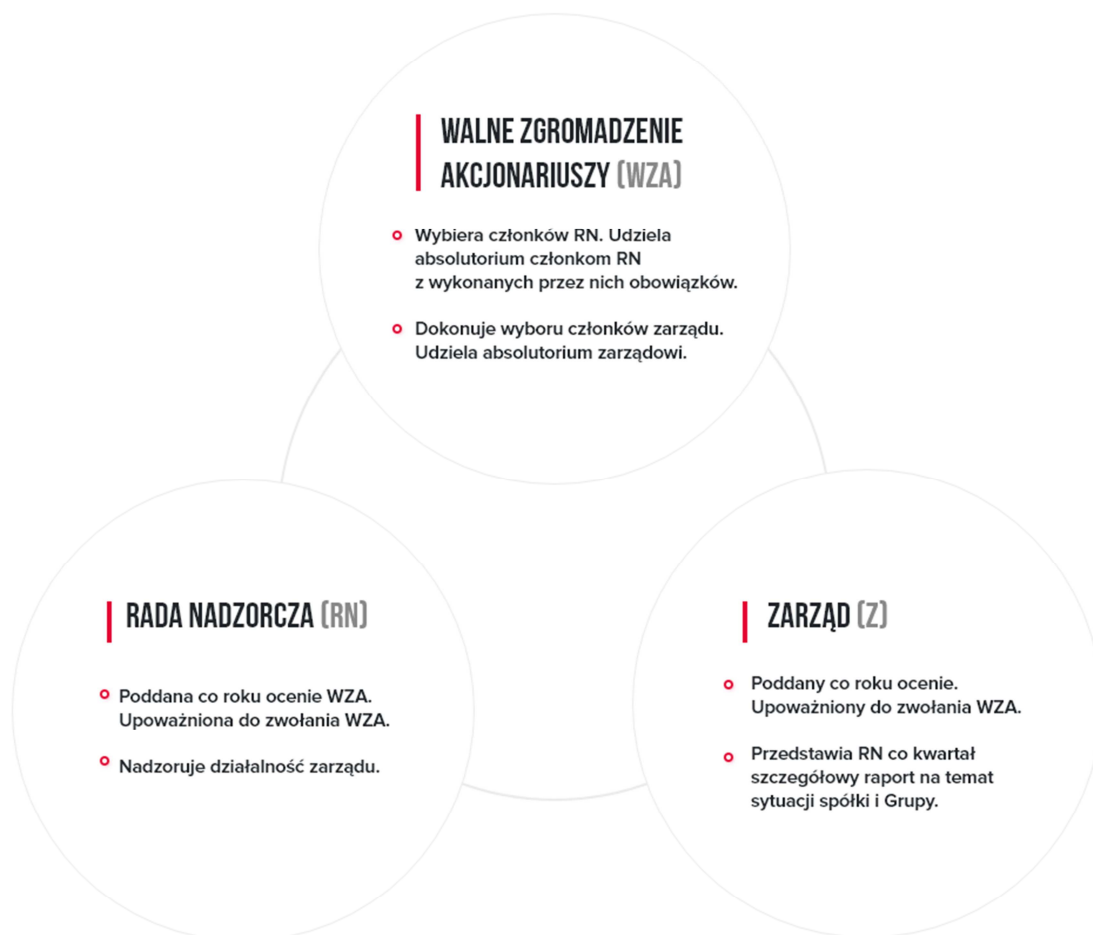 WALNE ZGROMADZENIE
AKCJONARIUSZY (WZA)
Wybiera członków RN. Udziela
absolutorium członkom RN
z wykonanych przez nich obowiązków.
Dokonuje wyboru członków zarządu.
Udziela absolutorium zarządowi.
RADA NADZORCZA (RN)
Poddana co roku ocenie WZA.
Upoważniona do zwołania WZA.
Nadzoruje działalność zarządu.
ZARZĄD (Z)
Poddany co roku ocenie.
Upoważniony do zwołania WZA.
Przedstawia RN co kwartał
szczegółowy raport na temat
sytuacji spółki i Grupy.